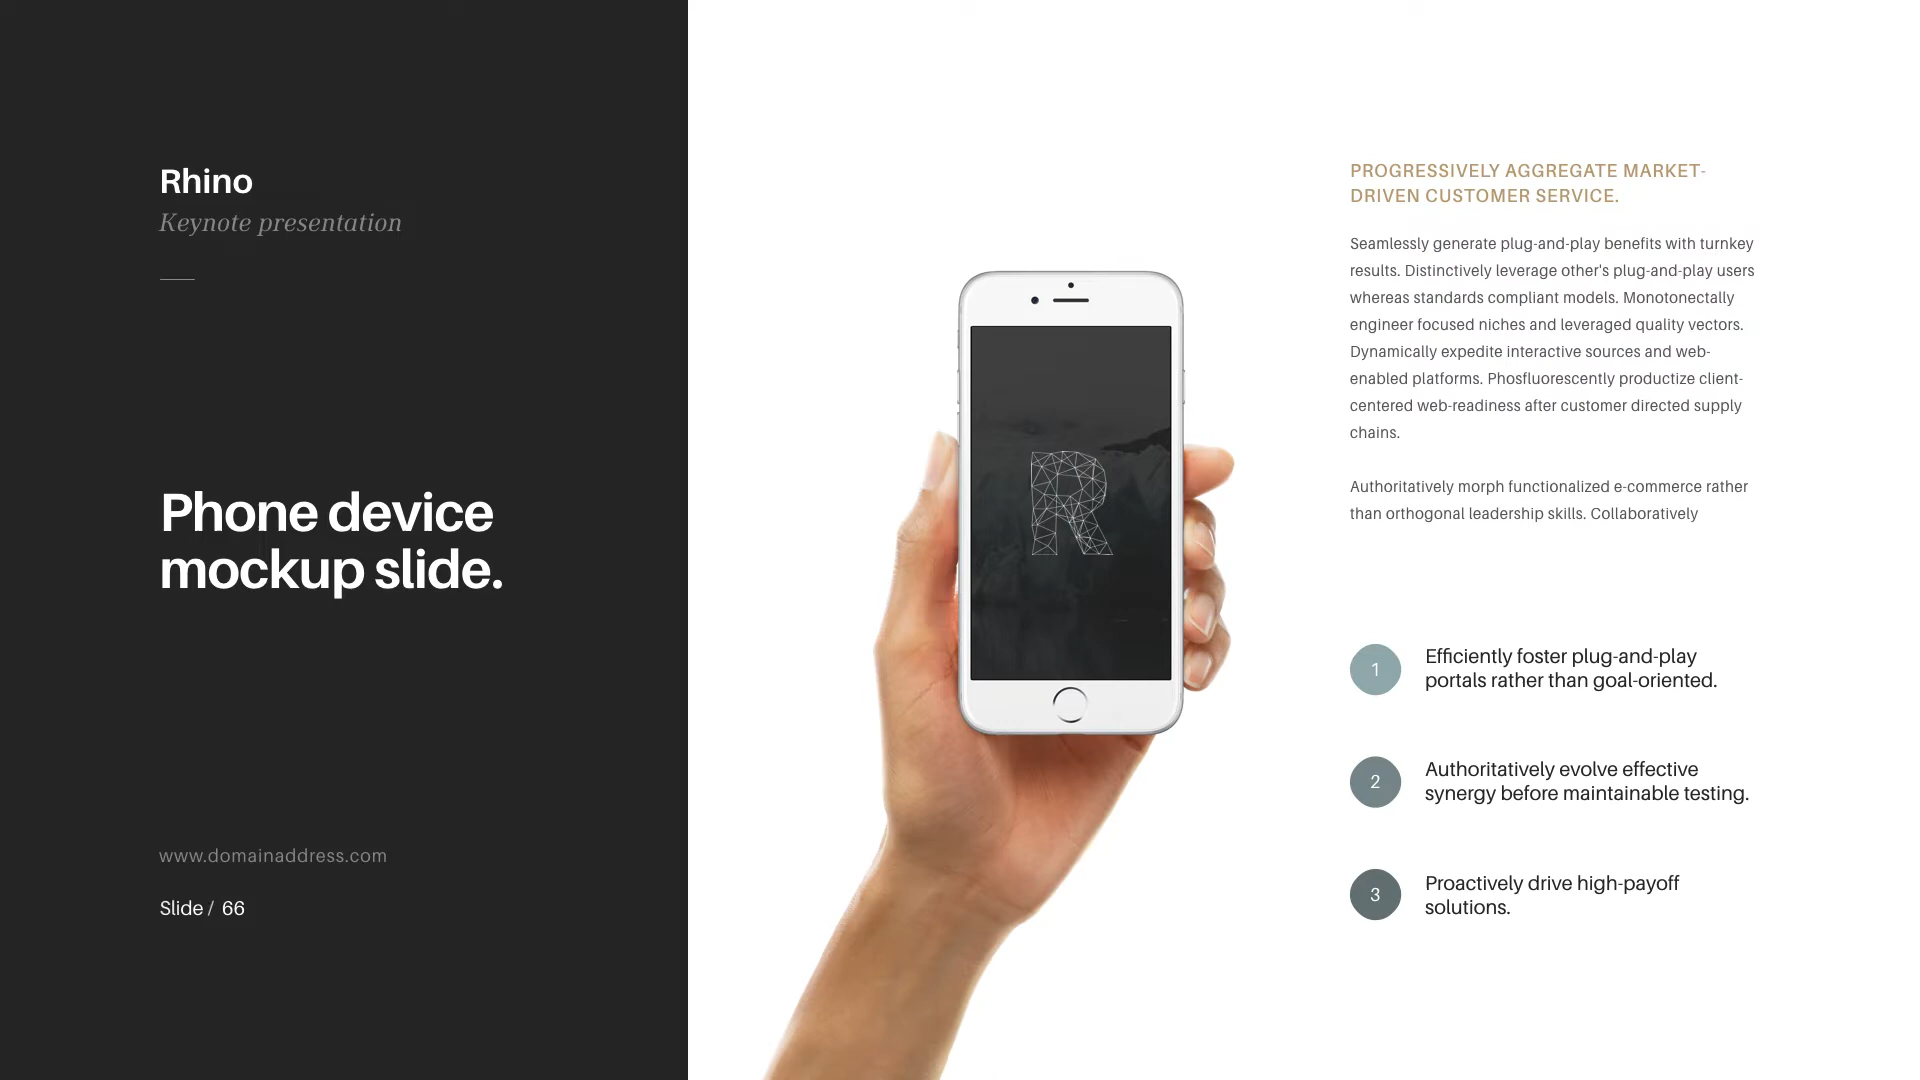 Rhino
Keynote presentation
Phone device
mockup slide.
www.domainaddress.com
Slide / 66
R
PROGRESSIVELY AGGREGATE MARKET-
DRIVEN CUSTOMER SERVICE.
Seamlessly generate plug-and-play benefits with turnkey
results. Distinctively leverage other's plug-and-play users
whereas standards compliant models. Monotonectally
engineer focused niches and leveraged quality vectors.
Dynamically expedite interactive sources and web-
enabled platforms. Phosfluorescently productize client-
centered web-readiness after customer directed supply
chains.
Authoritatively morph functionalized e-commerce rather
than orthogonal leadership skills. Collaboratively
1 Efficiently foster plug-and-play
portals rather than goal-oriented.
2 Authoritatively evolve effective
synergy before maintainable testing.
3 Proactively drive high-payoff
solutions.